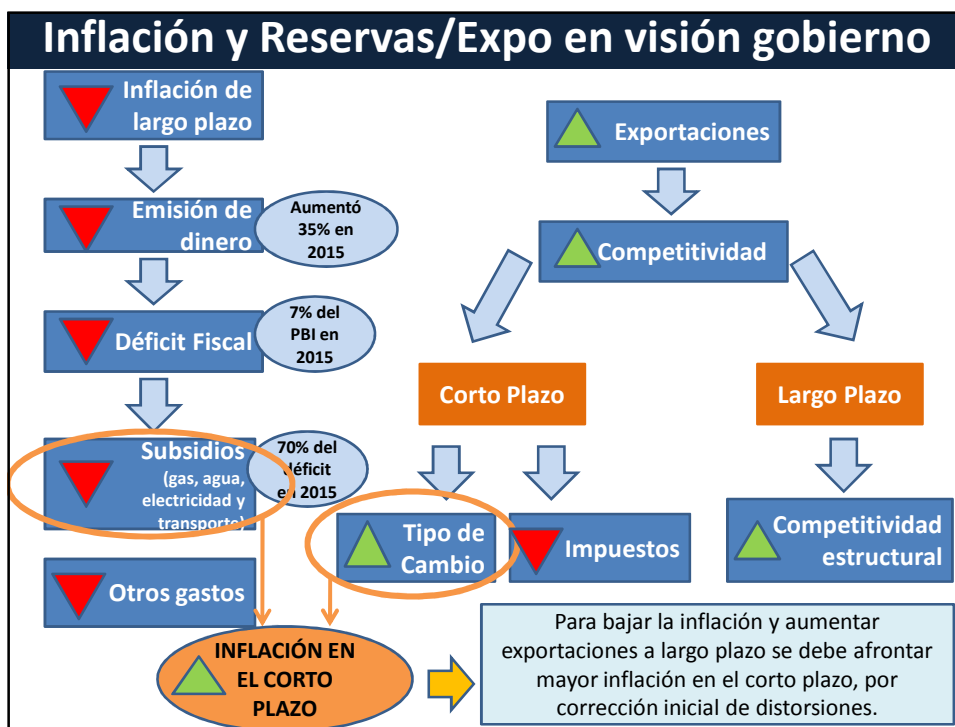 Inflación y Reservas/Expo en visión gobierno
Inflación de
largo plazo
Emisión de
dinero
Aumentó
35% en
2015
Déficit Fiscal
7% del
PBI en
2015
Subsidios
(gas, agua,
electricidad y
transporte)
70% del
déficit
en 2015
Otros gastos
Exportaciones
Competitividad
Corto Plazo
Largo Plazo
Tipo de
Cambio
Impuestos
Competitividad
estructural
INFLACIÓN EN
EL CORTO
PLAZO
Para bajar la inflación y aumentar
exportaciones a largo plazo se debe afrontar
mayor inflación en el corto plazo, por
corrección inicial de distorsiones.